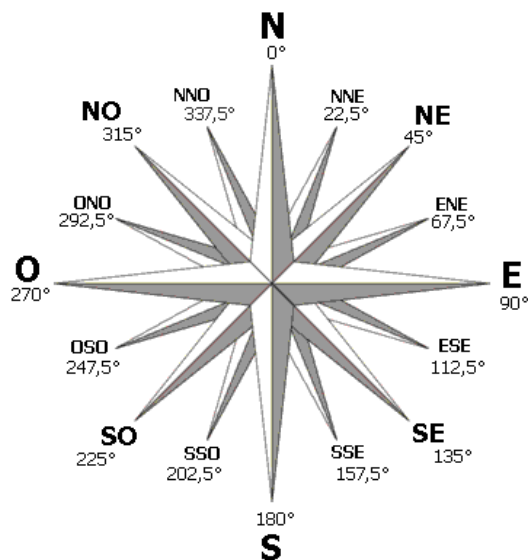 N
0°
NNO
337,5°
NNE
22,5°
NO
315°
NE
45°
ONO
292,5°
ENE
67,5°
O
270°
E
90°
OSO
247,5°
ESE
112,5°
SO
225°
SE
135°
SSO
202,5°
SSE
157,5°
180°
S